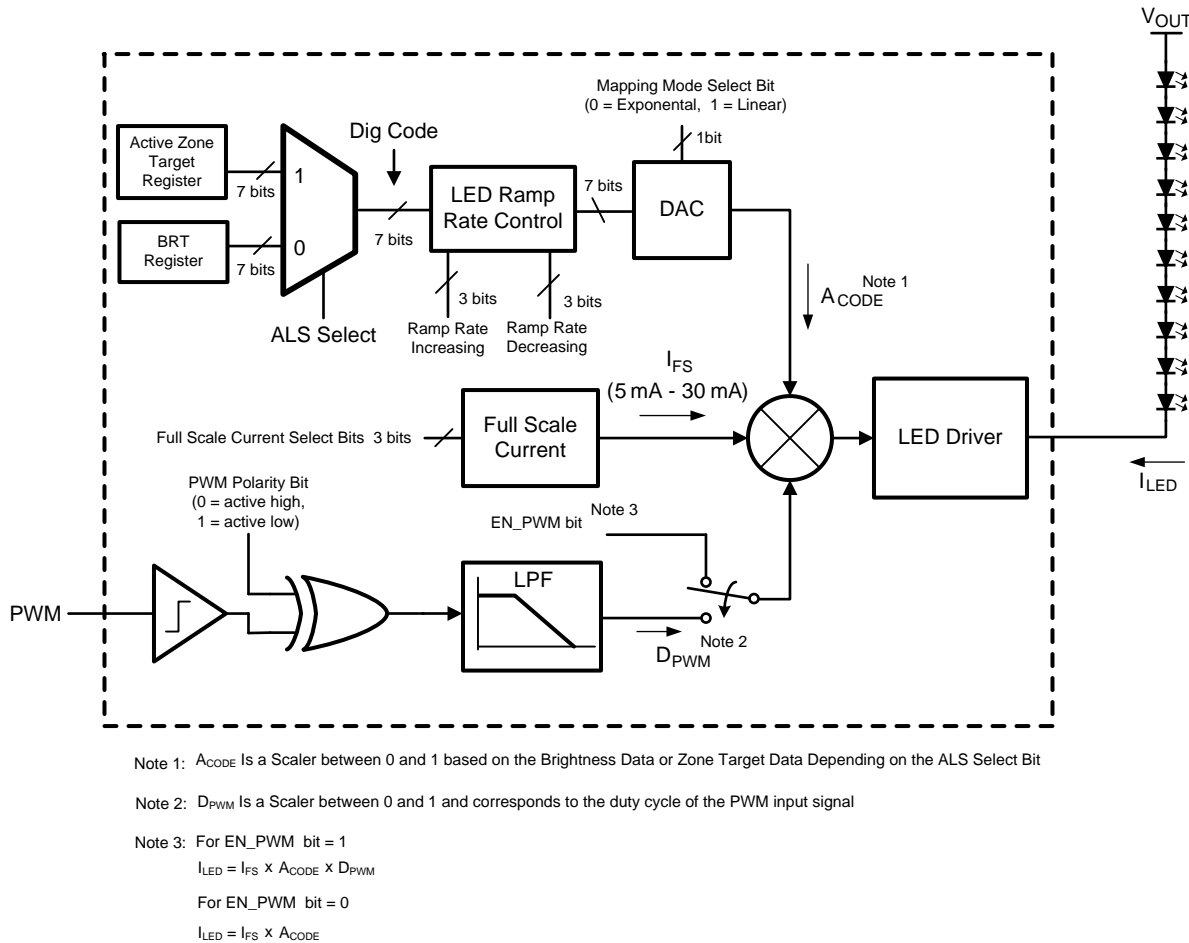 VOUT
Mapping Mode Select Bit
(0 = Exponential, 1 = Linear)
1bit
Active Zone
Target
Register
7 bits
1
Dig Code
7 bits
LED Ramp
Rate Control
7 bits
DAC
BRT
Register
7 bits
0
3 bits
3 bits
ALS Select
Ramp Rate
Increasing
Ramp Rate
Decreasing
ACODE Note 1
IFS
(5 mA - 30 mA)
Full Scale Current Select Bits 3 bits
Full Scale
Current
LED Driver
ILED
PWM Polarity Bit
(0 = active high,
1 = active low)
EN_PWM bit Note 3
PWM
LPF
DPWM Note 2
Note 1: ACODE Is a Scaler between 0 and 1 based on the Brightness Data or Zone Target Data Depending on the ALS Select Bit
Note 2: DPWM Is a Scaler between 0 and 1 and corresponds to the duty cycle of the PWM input signal
Note 3: For EN_PWM bit = 1
ILED = IFS x ACODE x DPWM
For EN_PWM bit = 0
ILED = IFS x ACODE